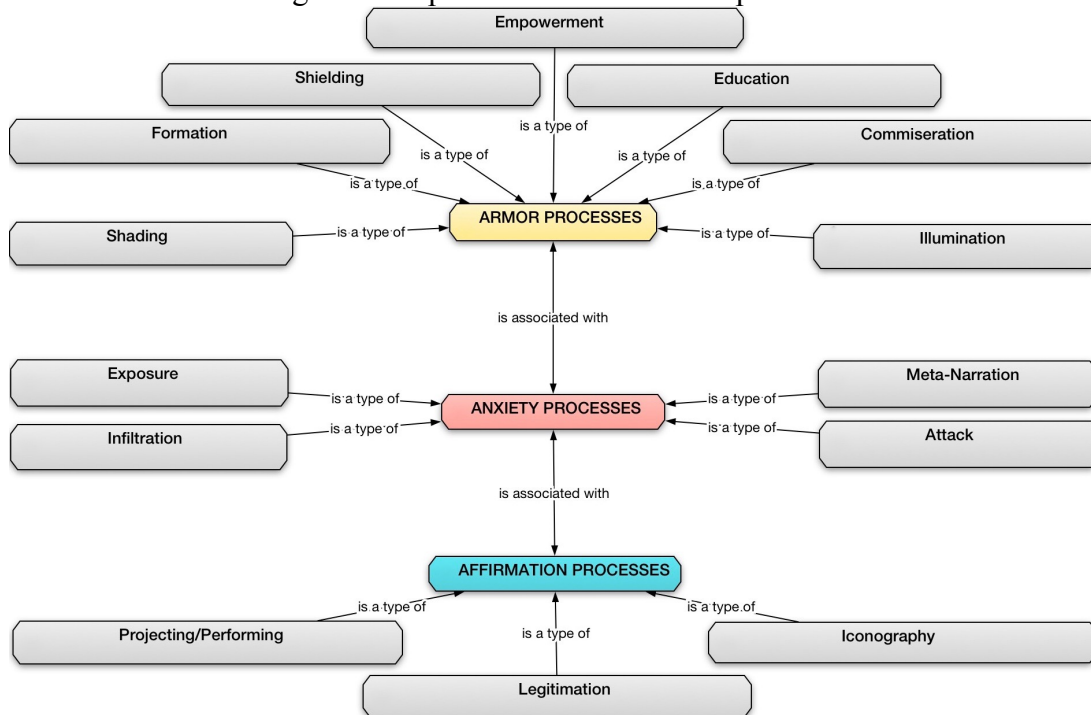 Empowerment
Shielding
Education
is a type of
Formation
Commiseration
is a type of
is a type of
is a type of
is a type of
ARMOR PROCESSES
Shading
is a type of
is a type of
Illumination
is associated with
Exposure
Meta-Narration
is a type of
is a type of
ANXIETY PROCESSES
Infiltration
is a type of
is a type of
Attack
is associated with
AFFIRMATION PROCESSES
is a type of
is a type of
Projecting/Performing
is a type of
Iconography
Legitimation